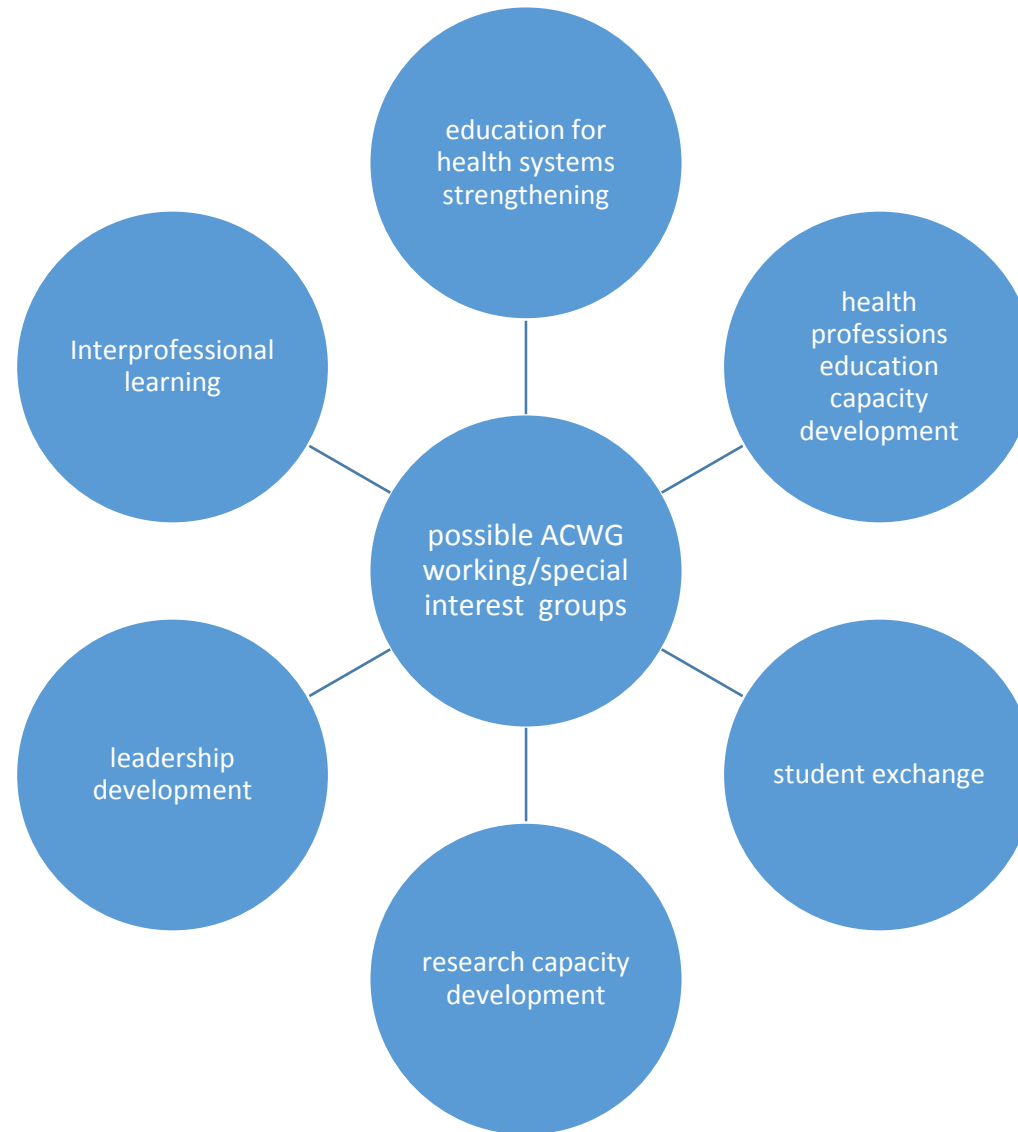 education for
health systems
strengthening
health
professions
education
capacity
development
Interprofessional
learning
possible ACWG
working/special
interest groups
leadership
development
student exchange
research capacity
development